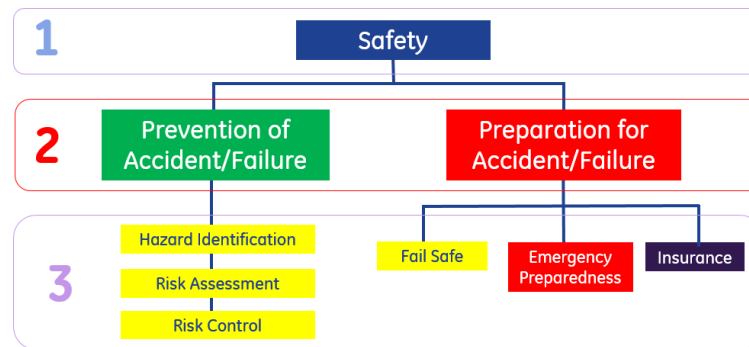 1
Safety
2
Prevention of
Accident/Failure
Preparation for
Accident/Failure
3
Hazard Identification
Risk Assessment
Risk Control
Fail Safe
Emergency
Preparedness
Insurance